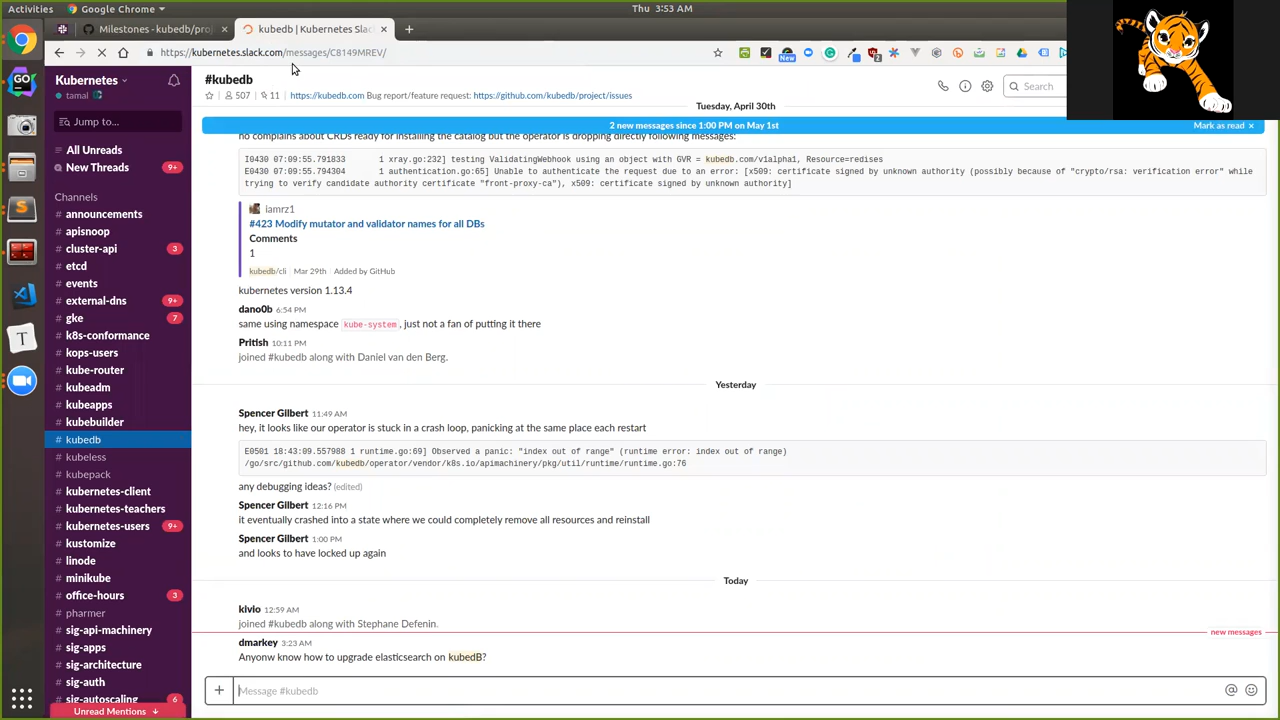 Activities
Google Chrome
Thu 3:53 AM
Milestones - kubedb/proj
kubedb | Kubernetes Slac
https://kubernetes.slack.com/messages/C8149MREV/
New
2
Kubernetes
tamal
Jump to...
All Unreads
New Threads 9+
Channels
# announcements
# apisnoop
# cluster-api 3
# etcd
# events
# external-dns 9+
# gke 7
# k8s-conformance
# kops-users
# kube-router
# kubeadm
# kubeapps
# kubebuilder
# kubedb
# kubeless
# kubepack
# kubernetes-client
# kubernetes-teachers
# kubernetes-users 9+
# kustomize
# linode
# minikube
# office-hours 3
# pharmer
# sig-api-machinery
# sig-apps
# sig-architecture
# sig-auth
# sig-autoscaling 6
Unread Mentions ↓
#kubedb
507 11 https://kubedb.com Bug report/feature request: https://github.com/kubedb/project/issues
Search
Tuesday, April 30th
2 new messages since 1:00 PM on May 1st
Mark as read ×
no complains about CRDs ready for installing the catalog but the operator is dropping directly following messages:
I0430 07:09:55.791833 1 xray.go:232] testing ValidatingWebhook using an object with GVR = kubedb.com/v1alpha1, Resource=redises
E0430 07:09:55.794304 1 authentication.go:65] Unable to authenticate the request due to an error: [x509: certificate signed by unknown authority (possibly because of "crypto/rsa: verification error" while
trying to verify candidate authority certificate "front-proxy-ca"), x509: certificate signed by unknown authority]
iamrz1
#423 Modify mutator and validator names for all DBs
Comments
1
kubedb/cli Mar 29th Added by GitHub
kubernetes version 1.13.4
dano0b 6:54 PM
same using namespace kube-system, just not a fan of putting it there
Pritish 10:11 PM
joined #kubedb along with Daniel van den Berg.
Yesterday
Spencer Gilbert 11:49 AM
hey, it looks like our operator is stuck in a crash loop, panicking at the same place each restart
E0501 18:43:09.557988 1 runtime.go:69] Observed a panic: "index out of range" (runtime error: index out of range)
/go/src/github.com/kubedb/operator/vendor/k8s.io/apimachinery/pkg/util/runtime/runtime.go:76
any debugging ideas? (edited)
Spencer Gilbert 12:16 PM
it eventually crashed into a state where we could completely remove all resources and reinstall
Spencer Gilbert 1:00 PM
and looks to have locked up again
Today
kivio 12:59 AM
joined #kubedb along with Stephane Defenin.
new messages
dmarkey 3:23 AM
Anyonw know how to upgrade elasticsearch on kubedB?
Message #kubedb